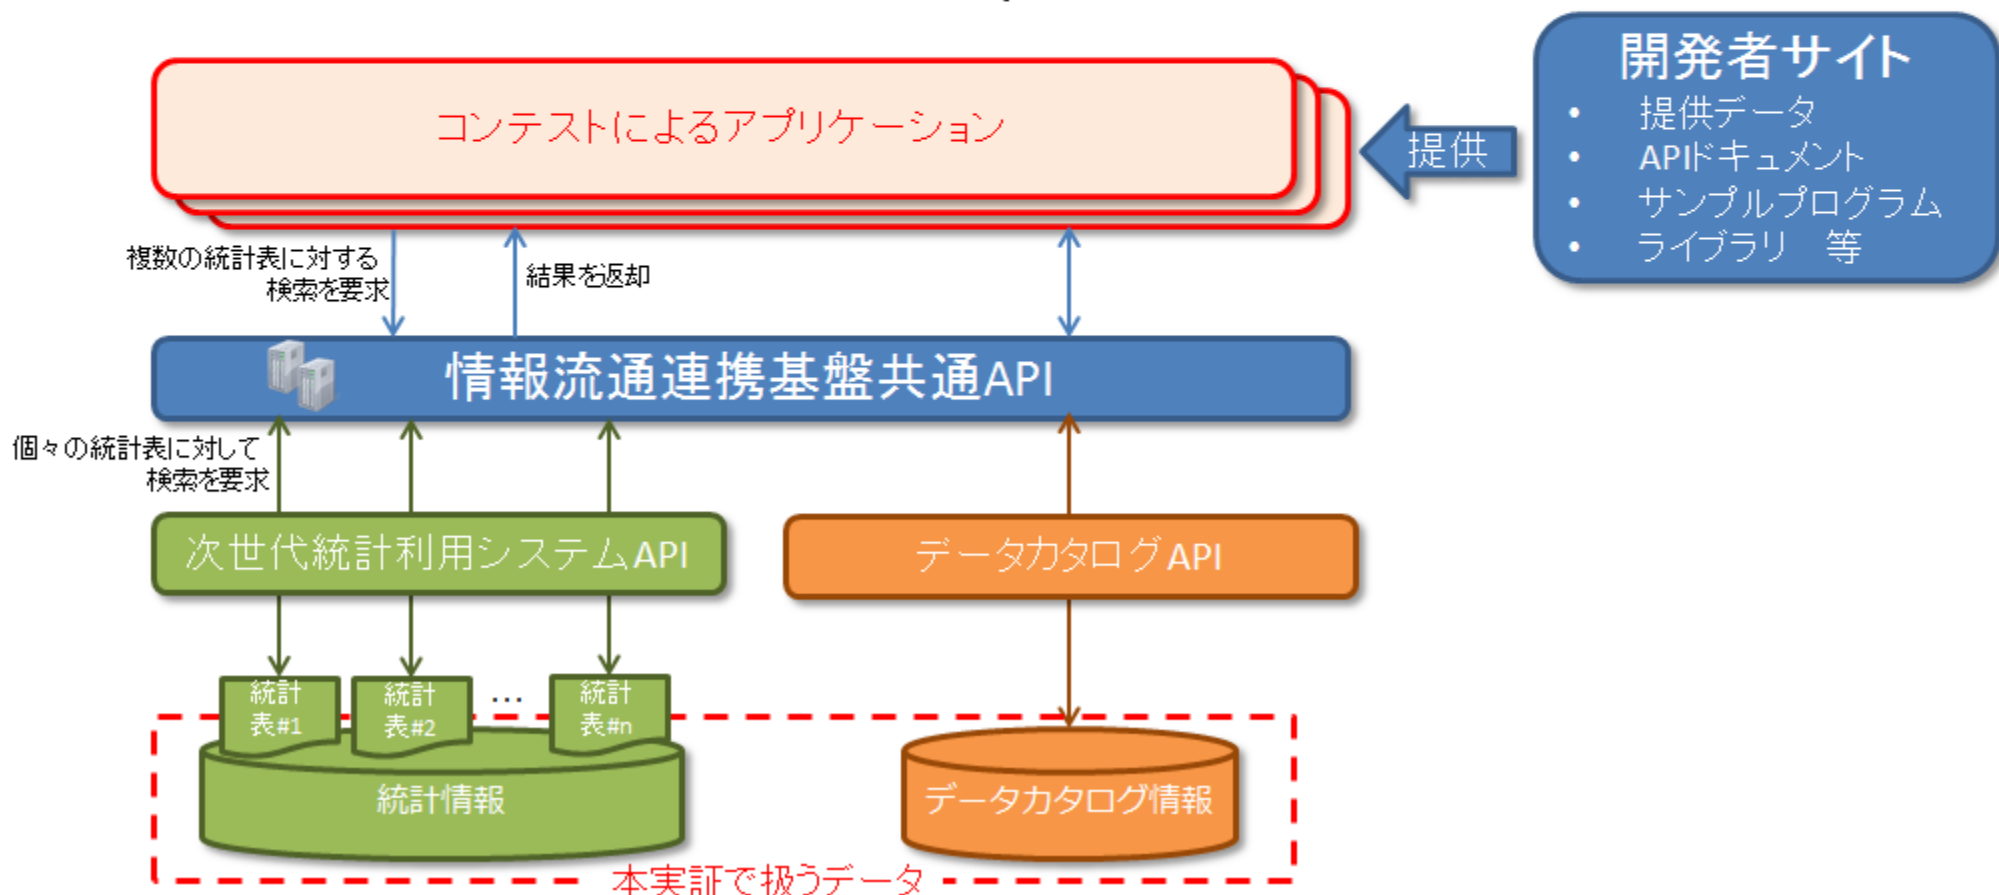 開発者サイト
• 提供データ
• APIドキュメント
• サンプルプログラム
• ライブラリ　等
提供
コンテストによるアプリケーション
複数の統計表に対する
検索を要求
結果を返却
情報流通連携基盤共通API
個々の統計表に対して
検索を要求
次世代統計利用システムAPI
データカタログAPI
統計
表#1
統計
表#2
…
統計
表#n
統計情報
データカタログ情報
本実証で扱うデータ